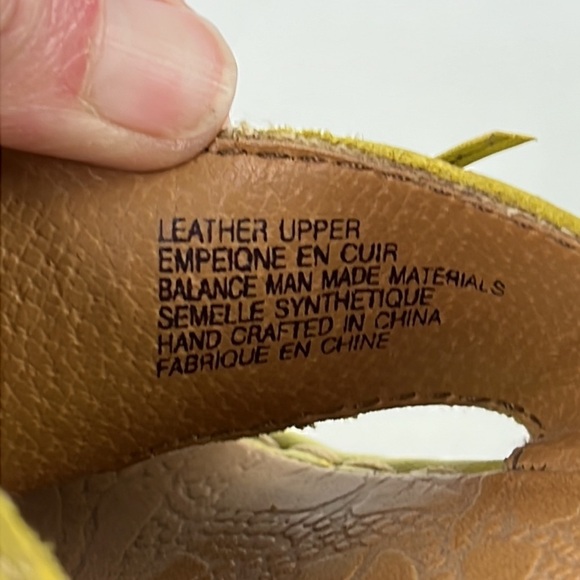 LEATHER UPPER
EMPEIQNE EN CUIR
BALANCE MAN MADE MATERIALS
SEMELLE SYNTHETIQUE
HAND CRAFTED IN CHINA
FABRIQUE EN CHINE